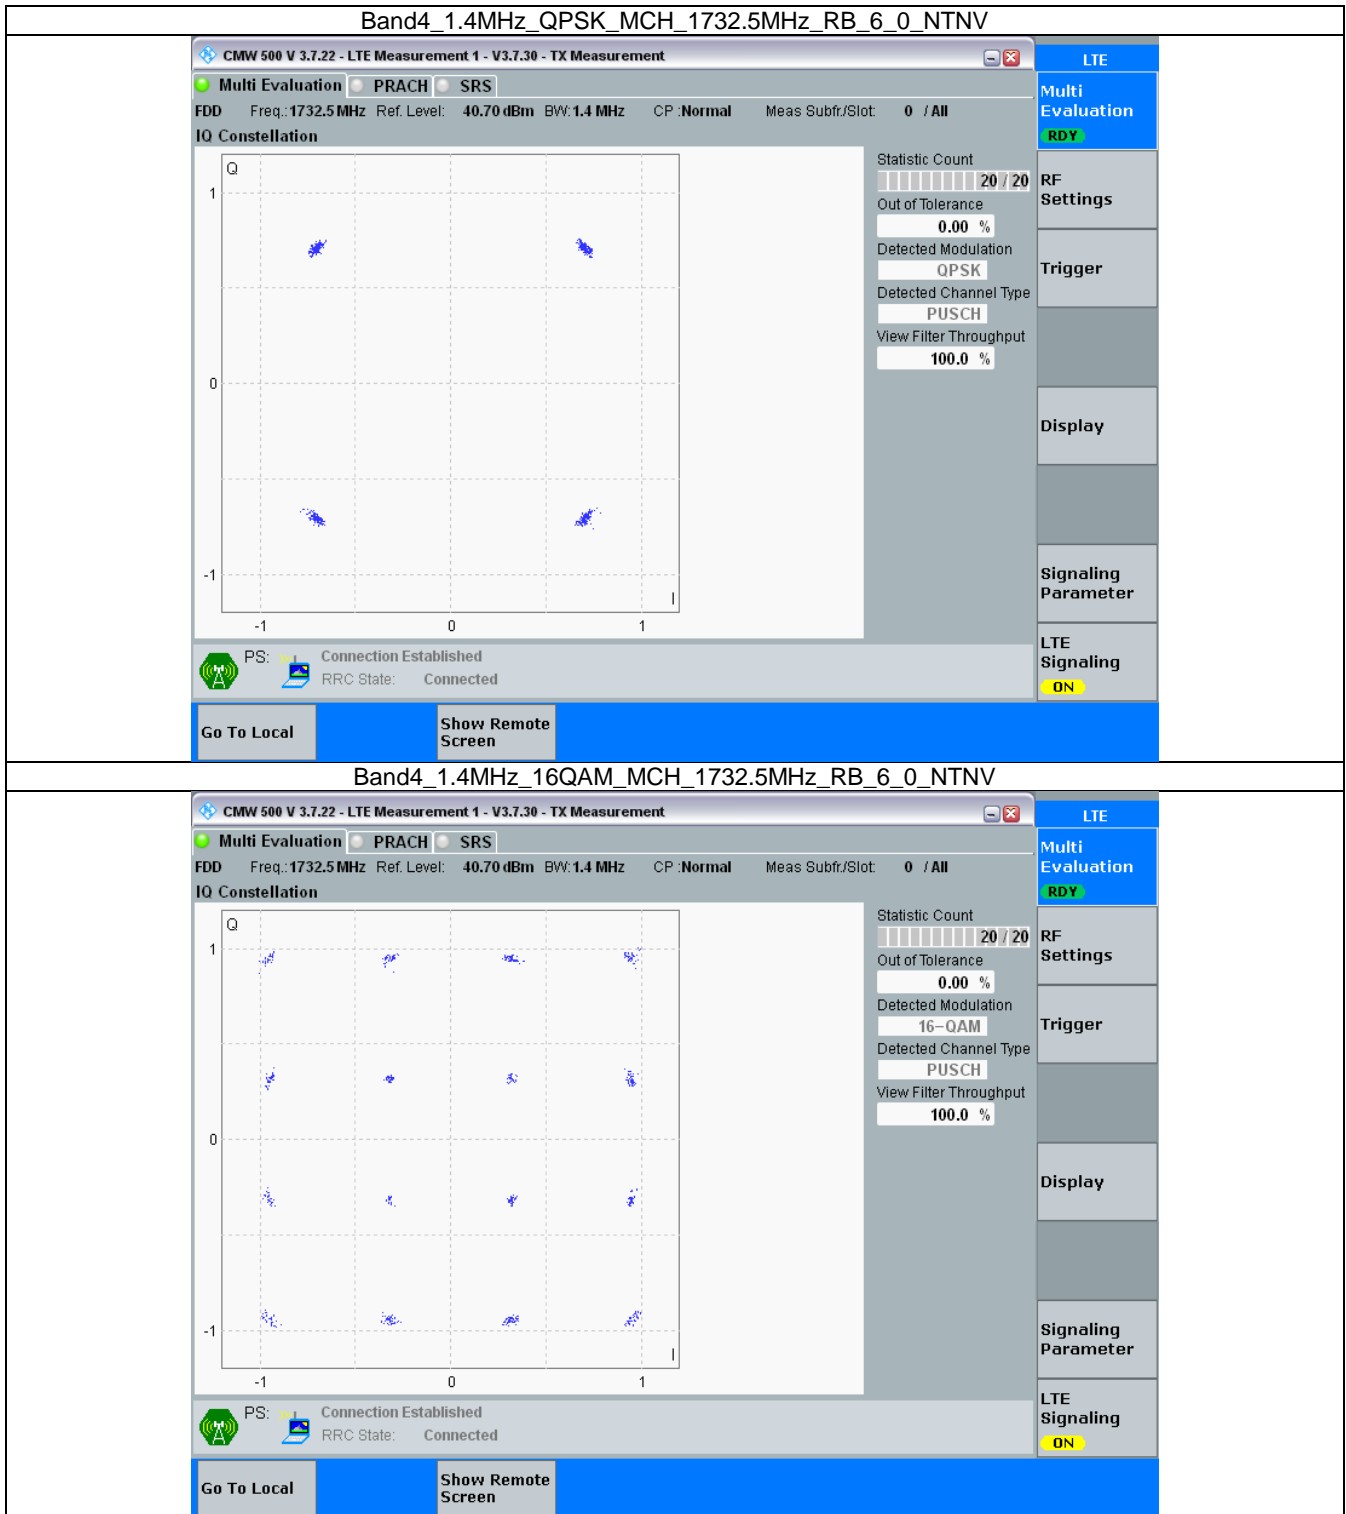 Band4_1.4MHz_QPSK_MCH_1732.5MHz_RB_6_0_NTNV
CMW 500 V 3.7.22 - LTE Measurement 1 - V3.7.30 - TX Measurement
LTE
Multi Evaluation PRACH SRS
Multi
Evaluation
RDY
FDD Freq.: 1732.5 MHz Ref. Level: 40.70 dBm BW: 1.4 MHz CP : Normal Meas Subfr./Slot: 0 / All
IQ Constellation
Q
1
0
-1
I
-1 0 1
Statistic Count
20 / 20
Out of Tolerance
0.00 %
Detected Modulation
QPSK
Detected Channel Type
PUSCH
View Filter Throughput
100.0 %
RF
Settings
Trigger
Display
Signaling
Parameter
LTE
Signaling
ON
PS: Connection Established
RRC State: Connected
Go To Local
Show Remote
Screen
Band4_1.4MHz_16QAM_MCH_1732.5MHz_RB_6_0_NTNV
CMW 500 V 3.7.22 - LTE Measurement 1 - V3.7.30 - TX Measurement
LTE
Multi Evaluation PRACH SRS
Multi
Evaluation
RDY
FDD Freq.: 1732.5 MHz Ref. Level: 40.70 dBm BW: 1.4 MHz CP : Normal Meas Subfr./Slot: 0 / All
IQ Constellation
Q
1
0
-1
I
-1 0 1
Statistic Count
20 / 20
Out of Tolerance
0.00 %
Detected Modulation
16-QAM
Detected Channel Type
PUSCH
View Filter Throughput
100.0 %
RF
Settings
Trigger
Display
Signaling
Parameter
LTE
Signaling
ON
PS: Connection Established
RRC State: Connected
Go To Local
Show Remote
Screen